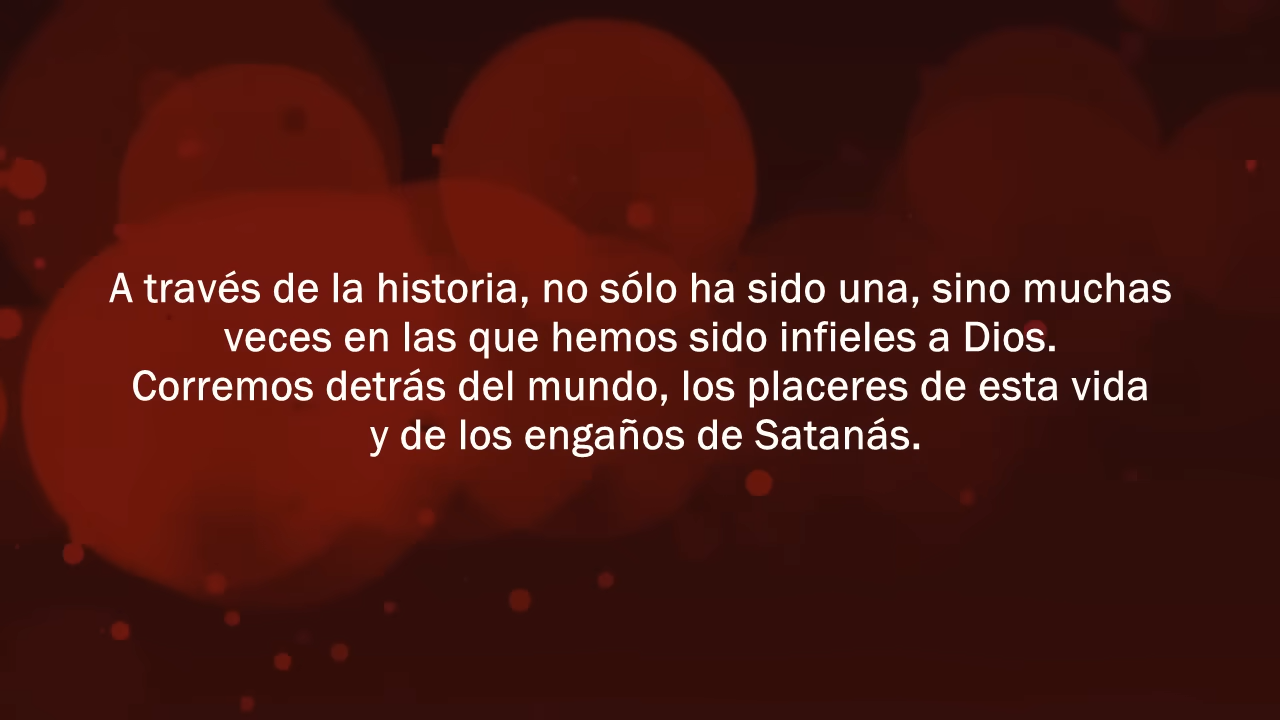 A través de la historia, no sólo ha sido una, sino muchas
veces en las que hemos sido infieles a Dios.
Corremos detrás del mundo, los placeres de esta vida
y de los engaños de Satanás.